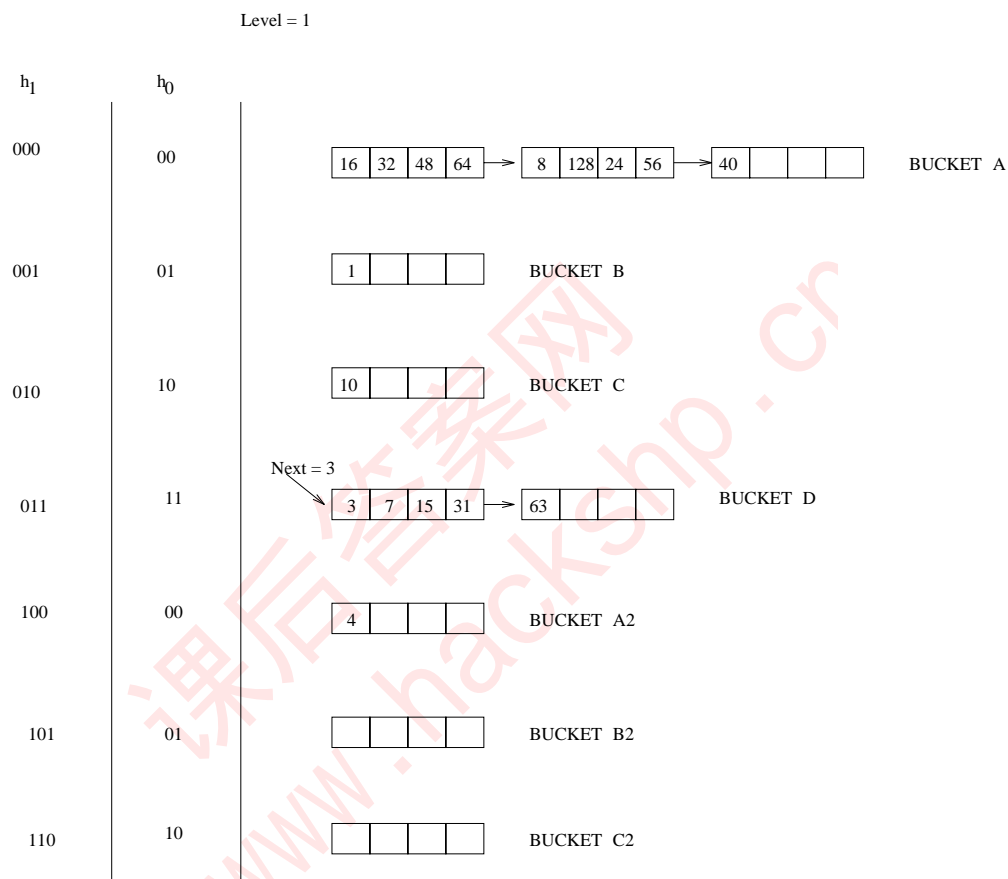 Level = 1
h1 h0
000 00 16 32 48 64 8 128 24 56 40 BUCKET A
001 01 1 BUCKET B
010 10 10 BUCKET C
Next = 3
011 11 3 7 15 31 63 BUCKET D
100 00 4 BUCKET A2
101 01 BUCKET B2
110 10 BUCKET C2
课后答案网
www.hackshp.cn